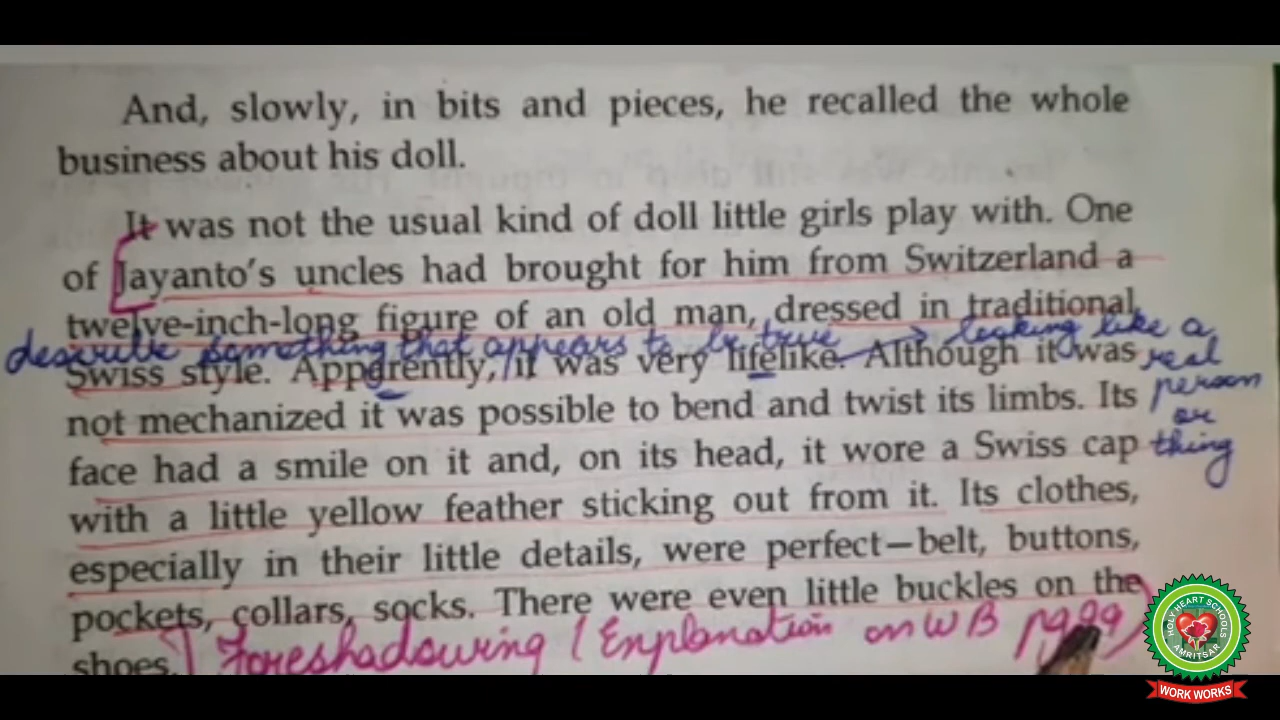 And, slowly, in bits and pieces, he recalled the whole
business about his doll.
It was not the usual kind of doll little girls play with. One
of Jayanto's uncles had brought for him from Switzerland a
twelve-inch-long figure of an old man, dressed in traditional
describe something that appears to be true → looking like a
Swiss style. Apparently, it was very lifelike. Although it was
real
not mechanized it was possible to bend and twist its limbs. Its
person
or
face had a smile on it and, on its head, it wore a Swiss cap
thing
with a little yellow feather sticking out from it. Its clothes,
especially in their little details, were perfect—belt, buttons,
pockets, collars, socks. There were even little buckles on the
shoes.
Foreshadowing (Explanation on WB
HOLY HEART SCHOOLS
AMRITSAR
WORK WORKS